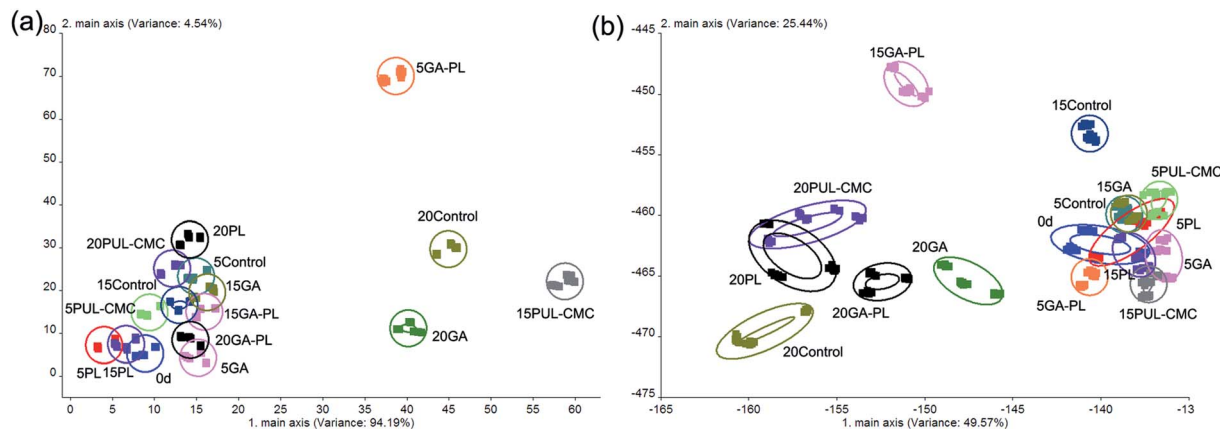 (a)
2. main axis (Variance: 4.54%)
80
70
60
50
40
30
20
10
0
5GA-PL
20PL
20PUL-CMC
5Control
15Control
15GA
5PUL-CMC
15GA-PL
20GA-PL
5PL
15PL
0d
5GA
20Control
20GA
15PUL-CMC
0 5 10 15 20 25 30 35 40 45 50 55 60
1. main axis (Variance: 94.19%)
(b)
2. main axis (Variance: 25.44%)
-445
-450
-455
-460
-465
-470
-475
15GA-PL
15Control
5PUL-CMC
15GA
5Control
20PUL-CMC
0d
5PL
20GA
5GA
20PL
15PL
20GA-PL
5GA-PL
15PUL-CMC
20Control
-165 -160 -155 -150 -145 -140 -13
1. main axis (Variance: 49.57%)